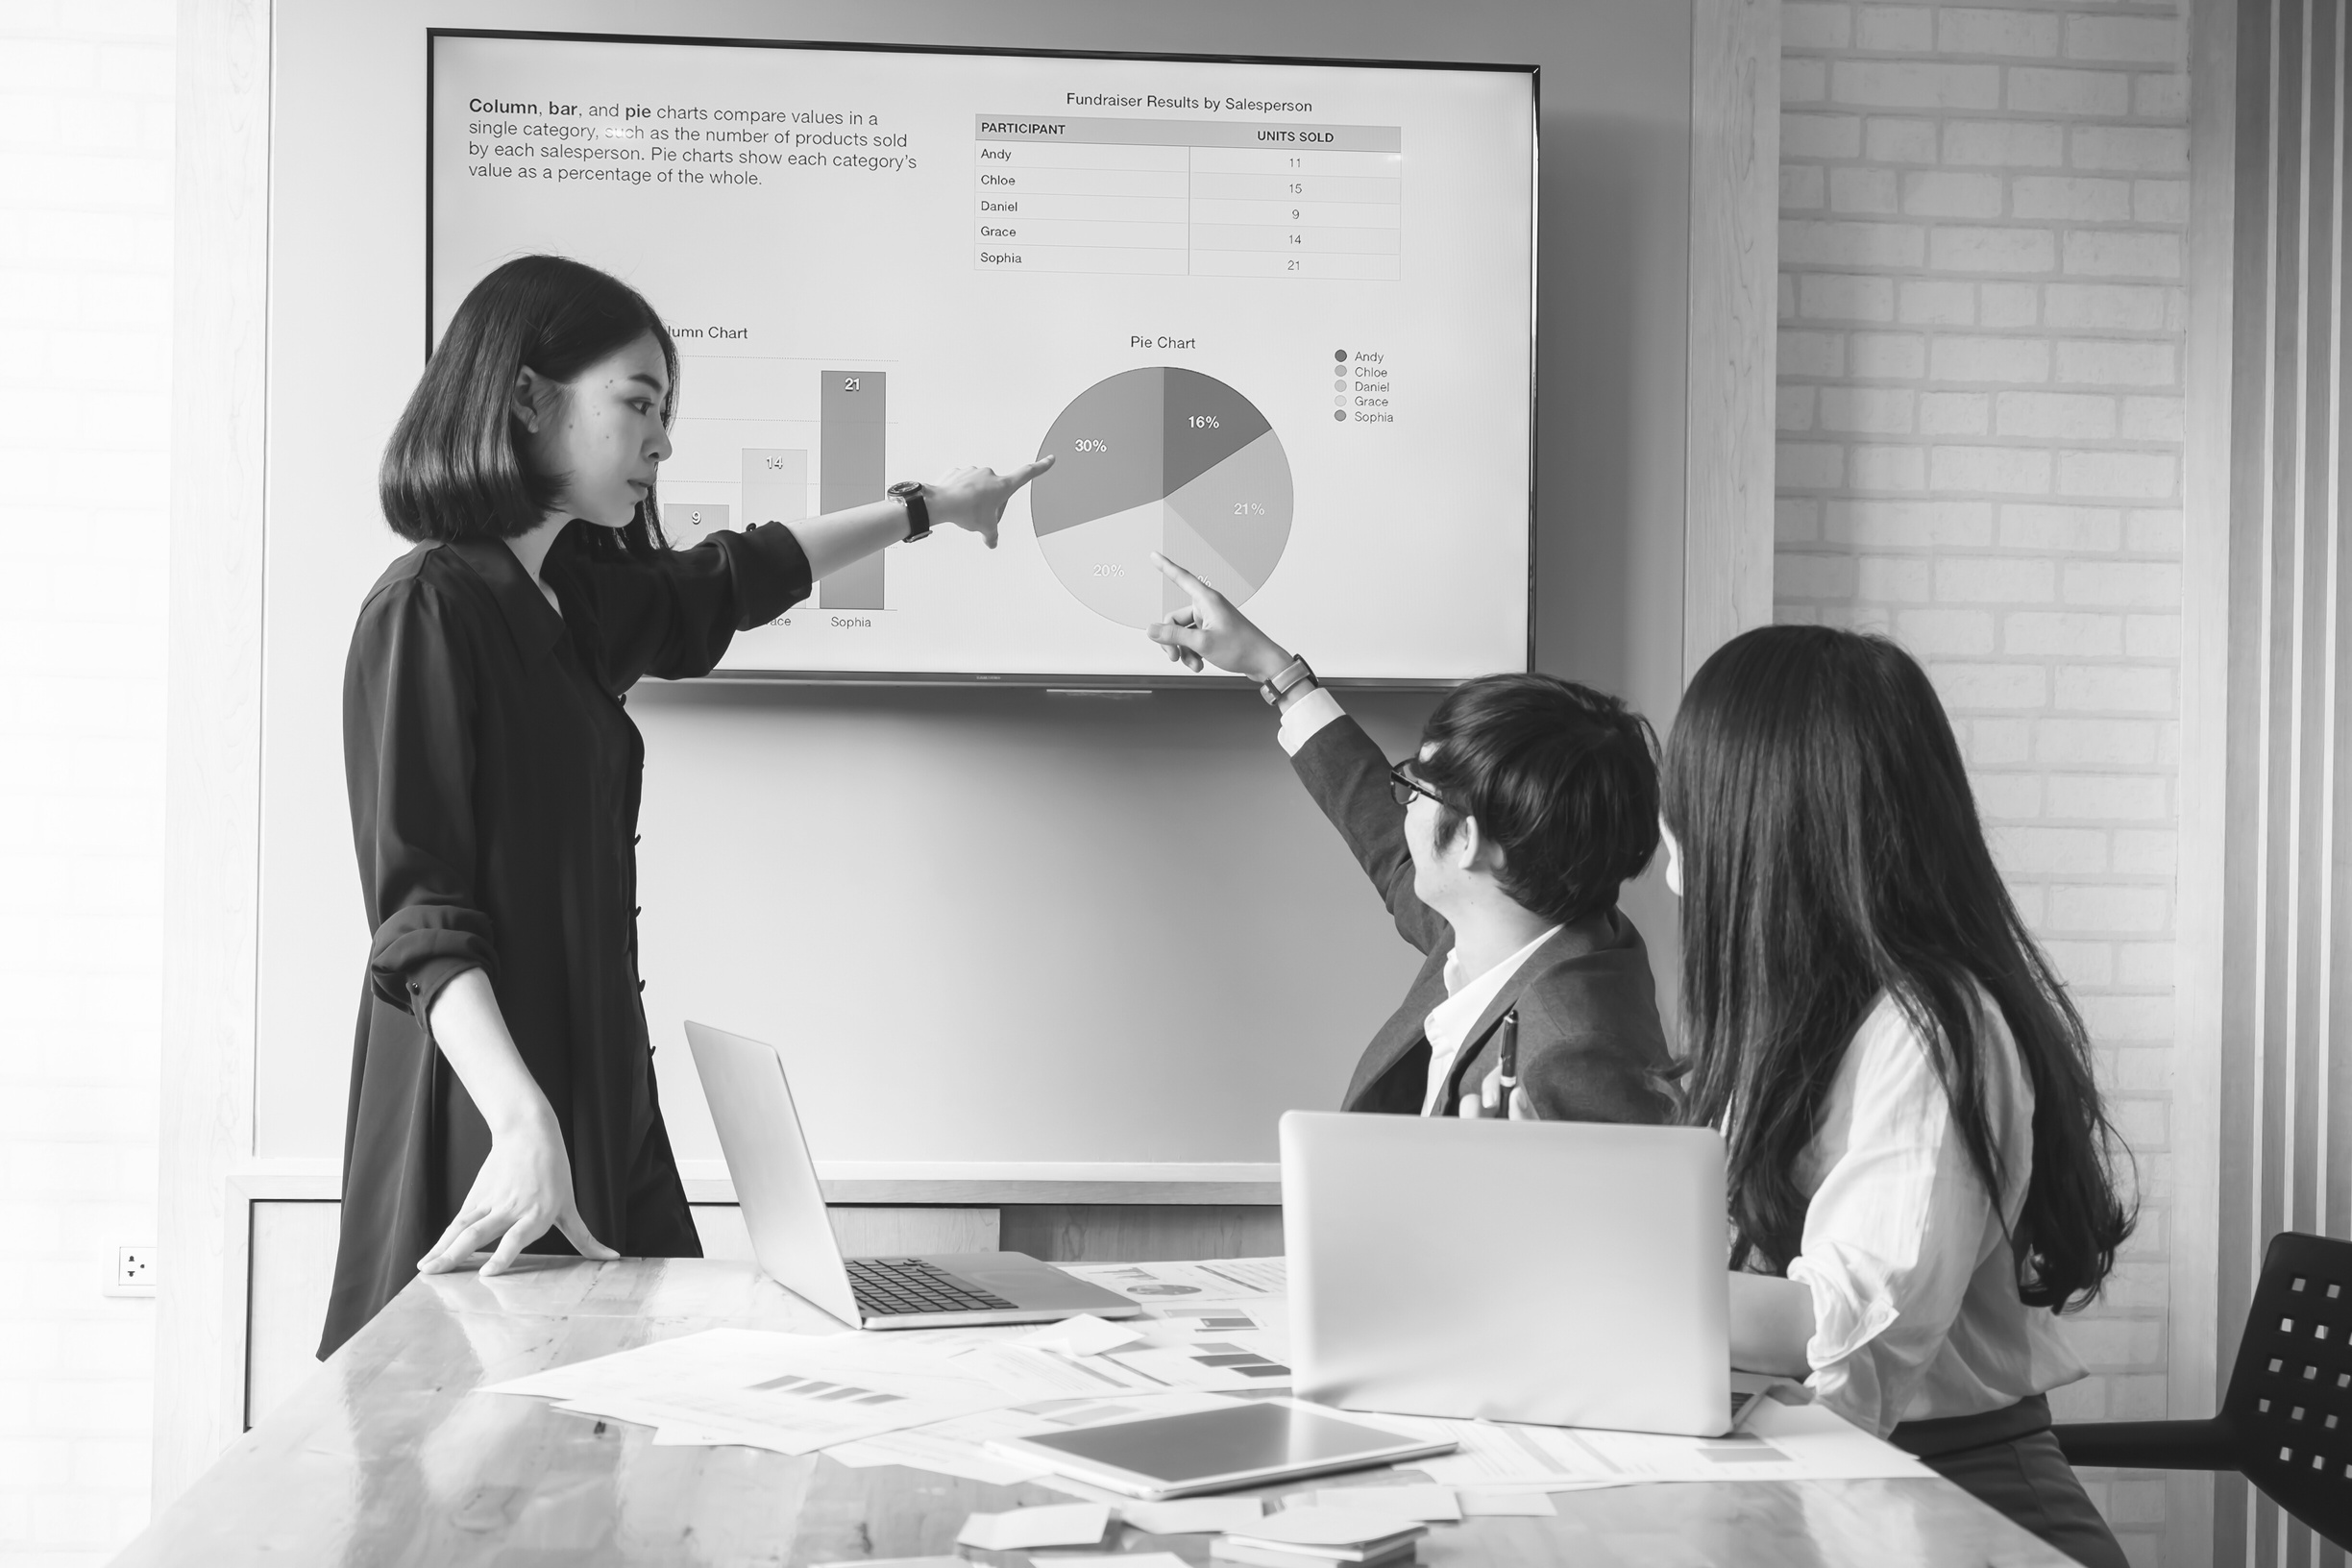 Column, bar, and pie charts compare values in a
single category, such as the number of products sold
by each salesperson. Pie charts show each category's
value as a percentage of the whole.
Fundraiser Results by Salesperson
PARTICIPANT UNITS SOLD
Andy 11
Chloe 15
Daniel 9
Grace 14
Sophia 21
Chart
21
14
9
Sophia
Pie Chart
Andy
Chloe
Daniel
Grace
Sophia
16%
30%
21%
20%
%